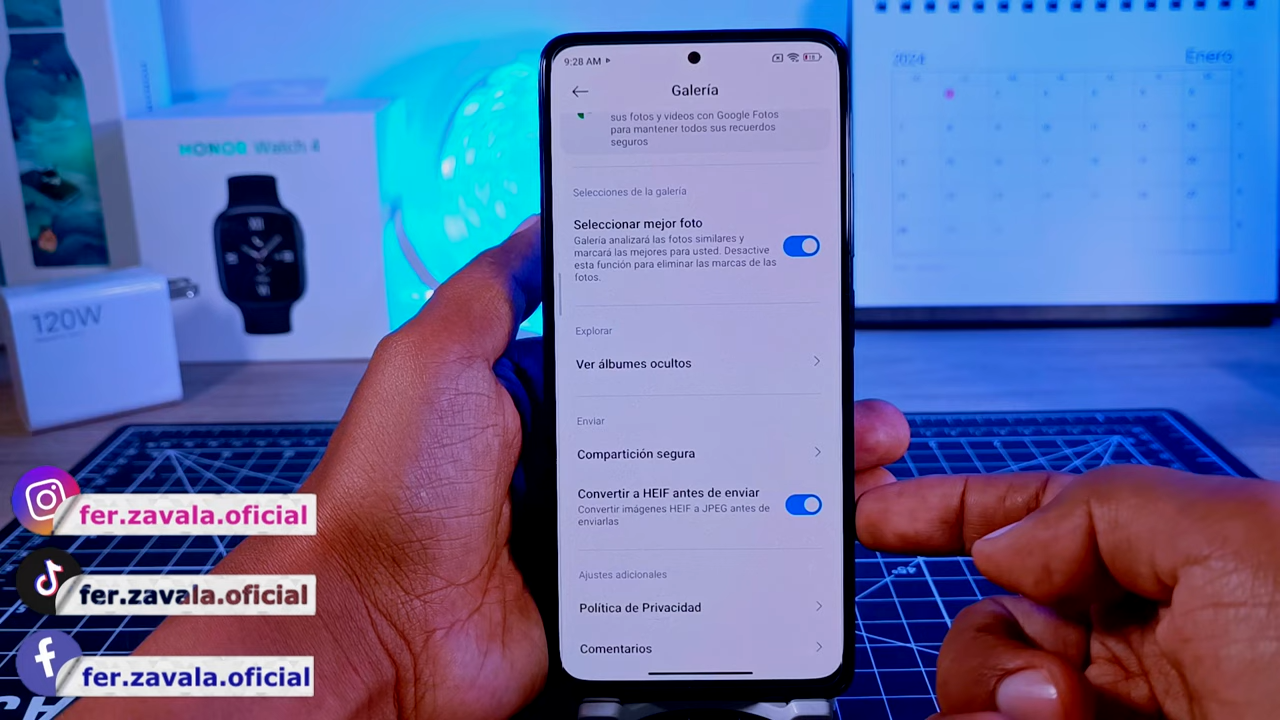 9:28 AM
Galería
sus fotos y videos con Google Fotos
para mantener todos sus recuerdos
seguros
Selecciones de la galería
Seleccionar mejor foto
Galería analizará las fotos similares y
marcará las mejores para usted. Desactive
esta función para eliminar las marcas de las
fotos.
Explorar
Ver álbumes ocultos
Enviar
Compartición segura
Convertir a HEIF antes de enviar
Convertir imágenes HEIF a JPEG antes de
enviarlas
Ajustes adicionales
Política de Privacidad
Comentarios
HONOR Watch 4
120W
2024
Enero
fer.zavala.oficial
fer.zavala.oficial
fer.zavala.oficial